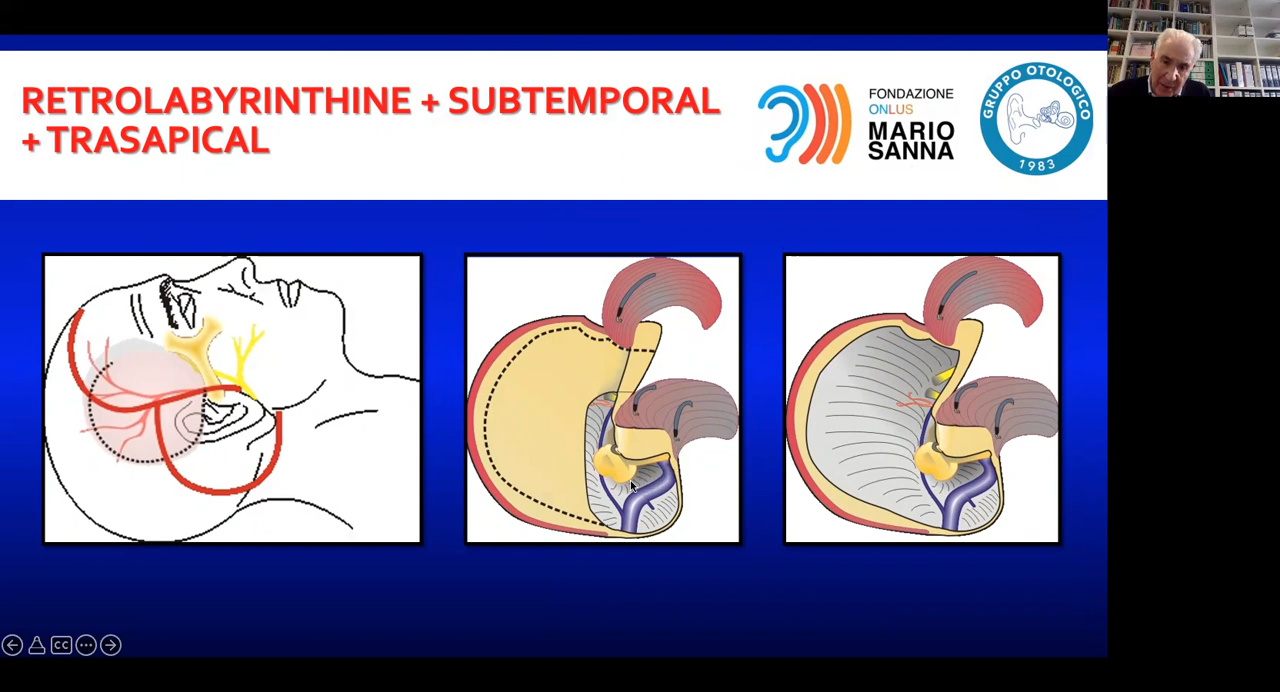 RETROLABYRINTHINE + SUBTEMPORAL
+ TRASAPICAL
FONDAZIONE
ONLUS
MARIO
SANNA
GRUPPO OTOLOGICO
1983
CC